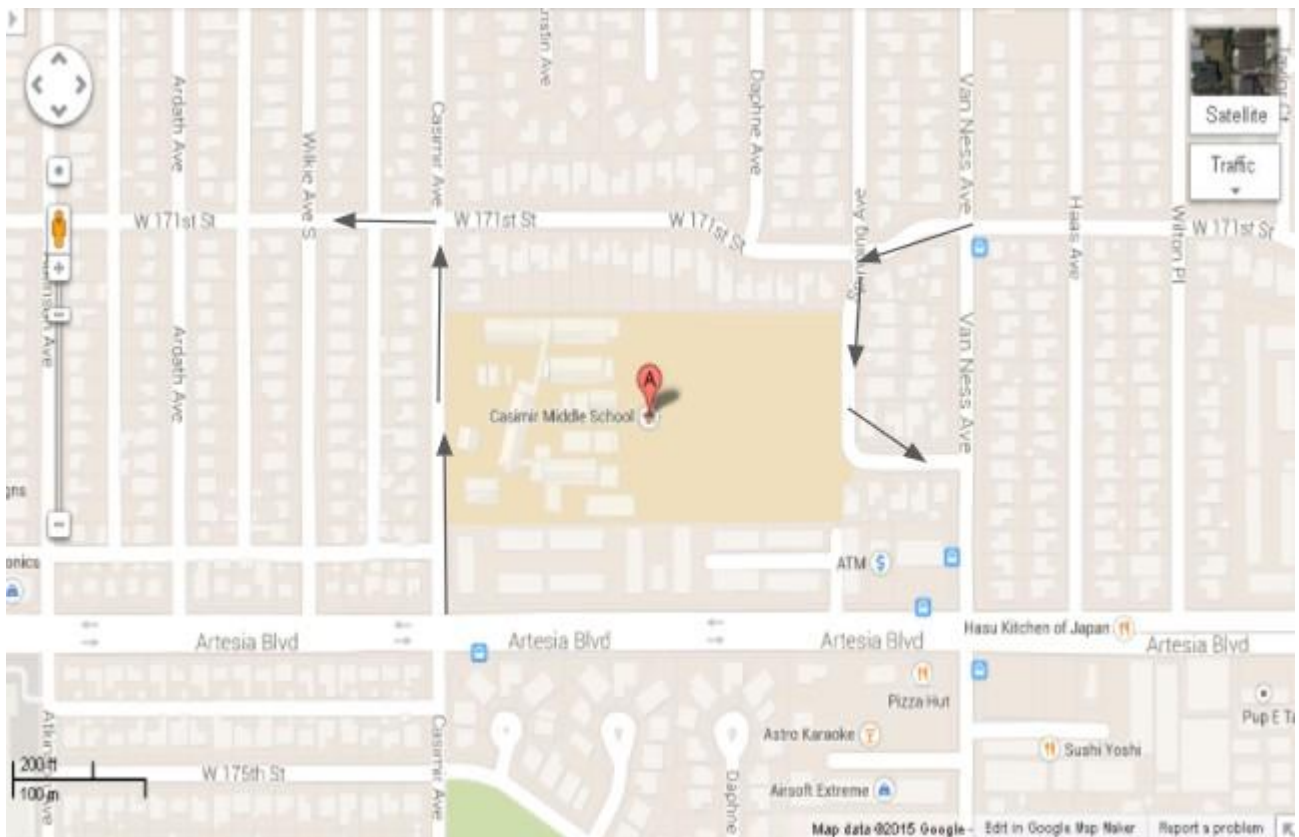 Ardath Ave
Wilkie Ave S
Casimir Ave
Daphne Ave
Van Ness Ave
Satellite
Traffic
W 171st St
W 171st St
W 171st St
Haas Ave
Wilton Pl
Ardath Ave
Van Ness Ave
A
Casimir Middle School
ATM
$
Artesia Blvd
Artesia Blvd
Artesia Blvd
Hasu Kitchen of Japan
Artesia Blvd
Pizza Hut
Pup E Ta
Astro Karaoke
Sushi Yoshi
Casimir Ave
Daphne
W 175th St
Airsoft Extreme
200 ft
100 m
Map data ©2015 Google - Edit in Google Map Maker Report a problem